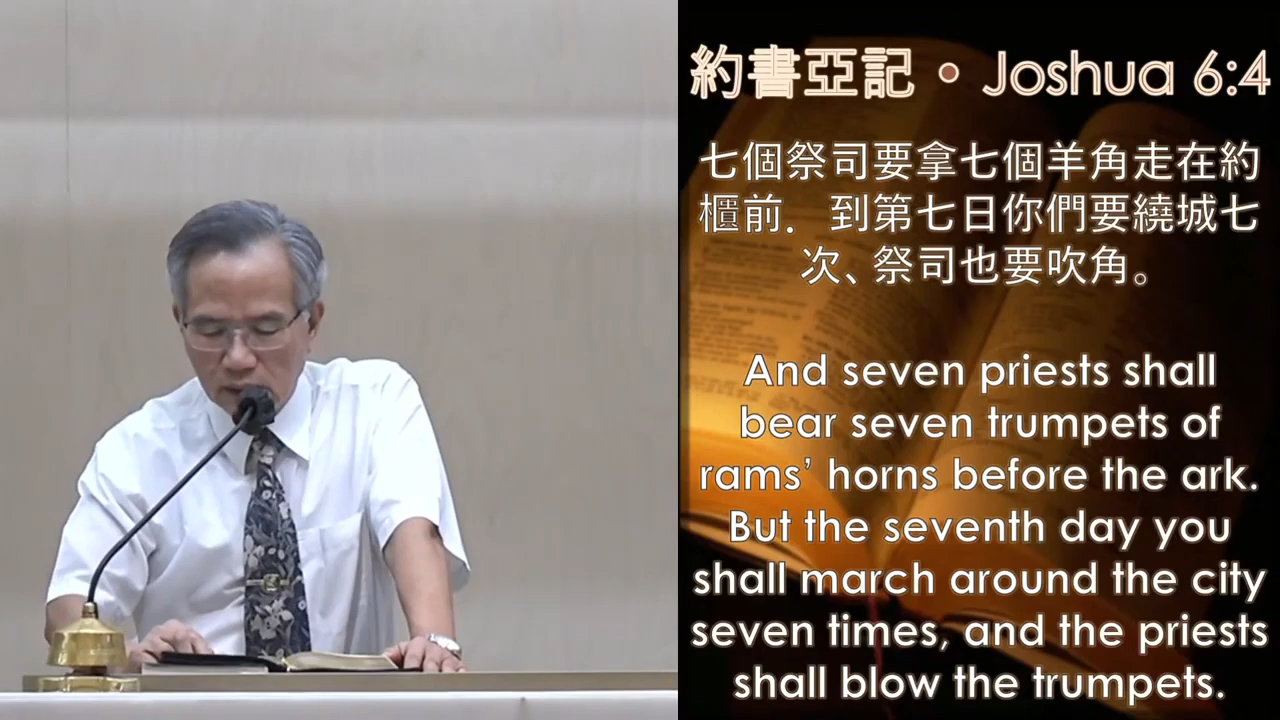 約書亞記 • Joshua 6:4
七個祭司要拿七個羊角走在約
櫃前．到第七日你們要繞城七
次、祭司也要吹角。
And seven priests shall
bear seven trumpets of
rams’ horns before the ark.
But the seventh day you
shall march around the city
seven times, and the priests
shall blow the trumpets.